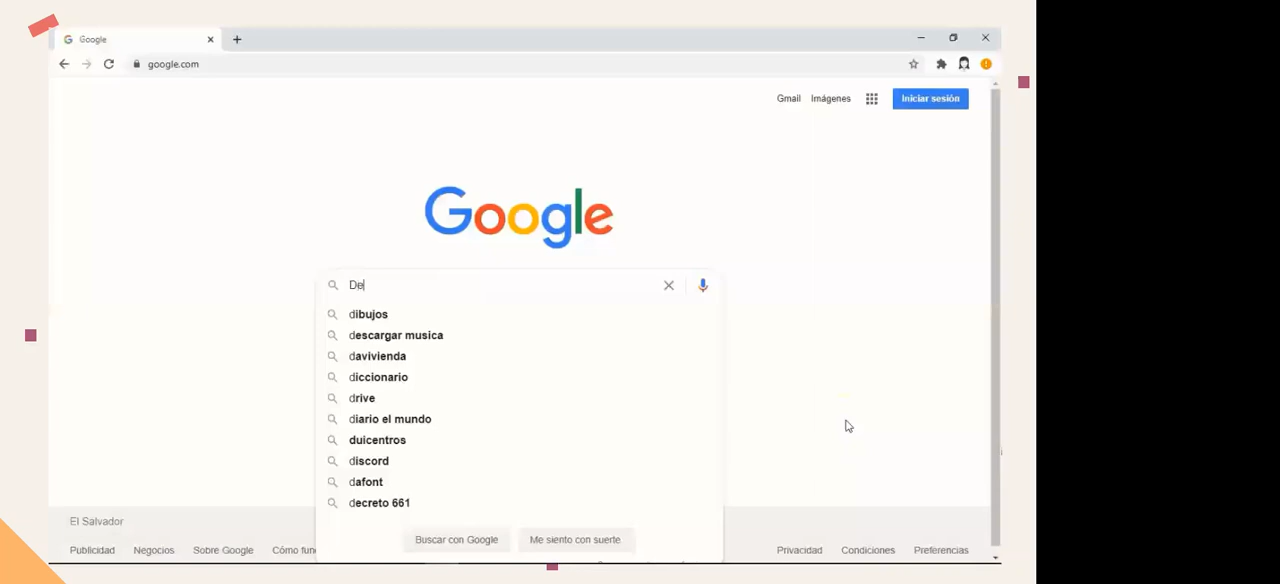 Google
google.com
Gmail Imágenes Iniciar sesión
Google
De
dibujos
descargar musica
davivienda
diccionario
drive
diario el mundo
duicentros
discord
dafont
decreto 661
Buscar con Google Me siento con suerte
El Salvador
Publicidad Negocios Sobre Google Cómo fun
Privacidad Condiciones Preferencias